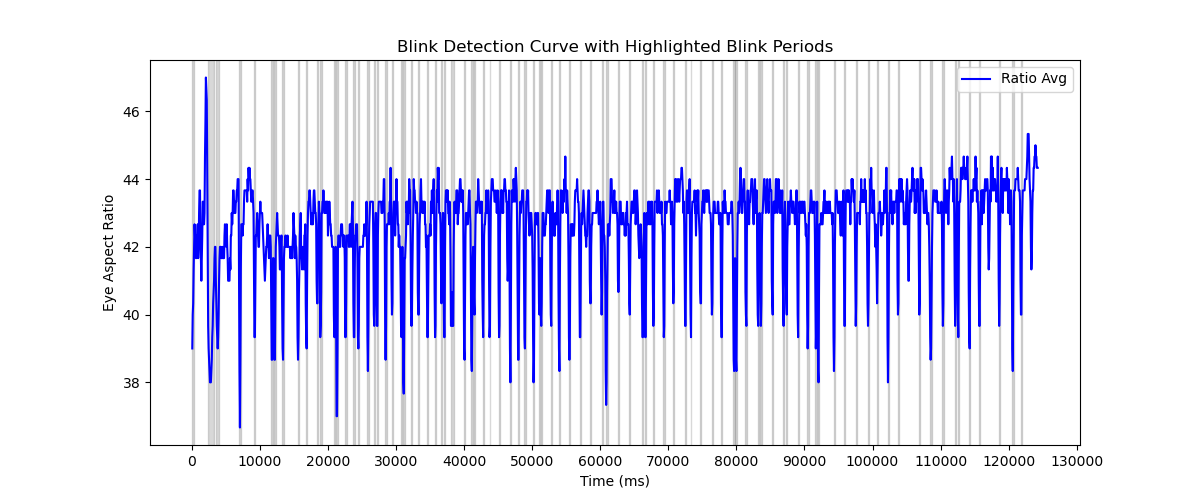 Blink Detection Curve with Highlighted Blink Periods
Ratio Avg
46
44
42
40
38
Eye Aspect Ratio
0 10000 20000 30000 40000 50000 60000 70000 80000 90000 100000 110000 120000 130000
Time (ms)